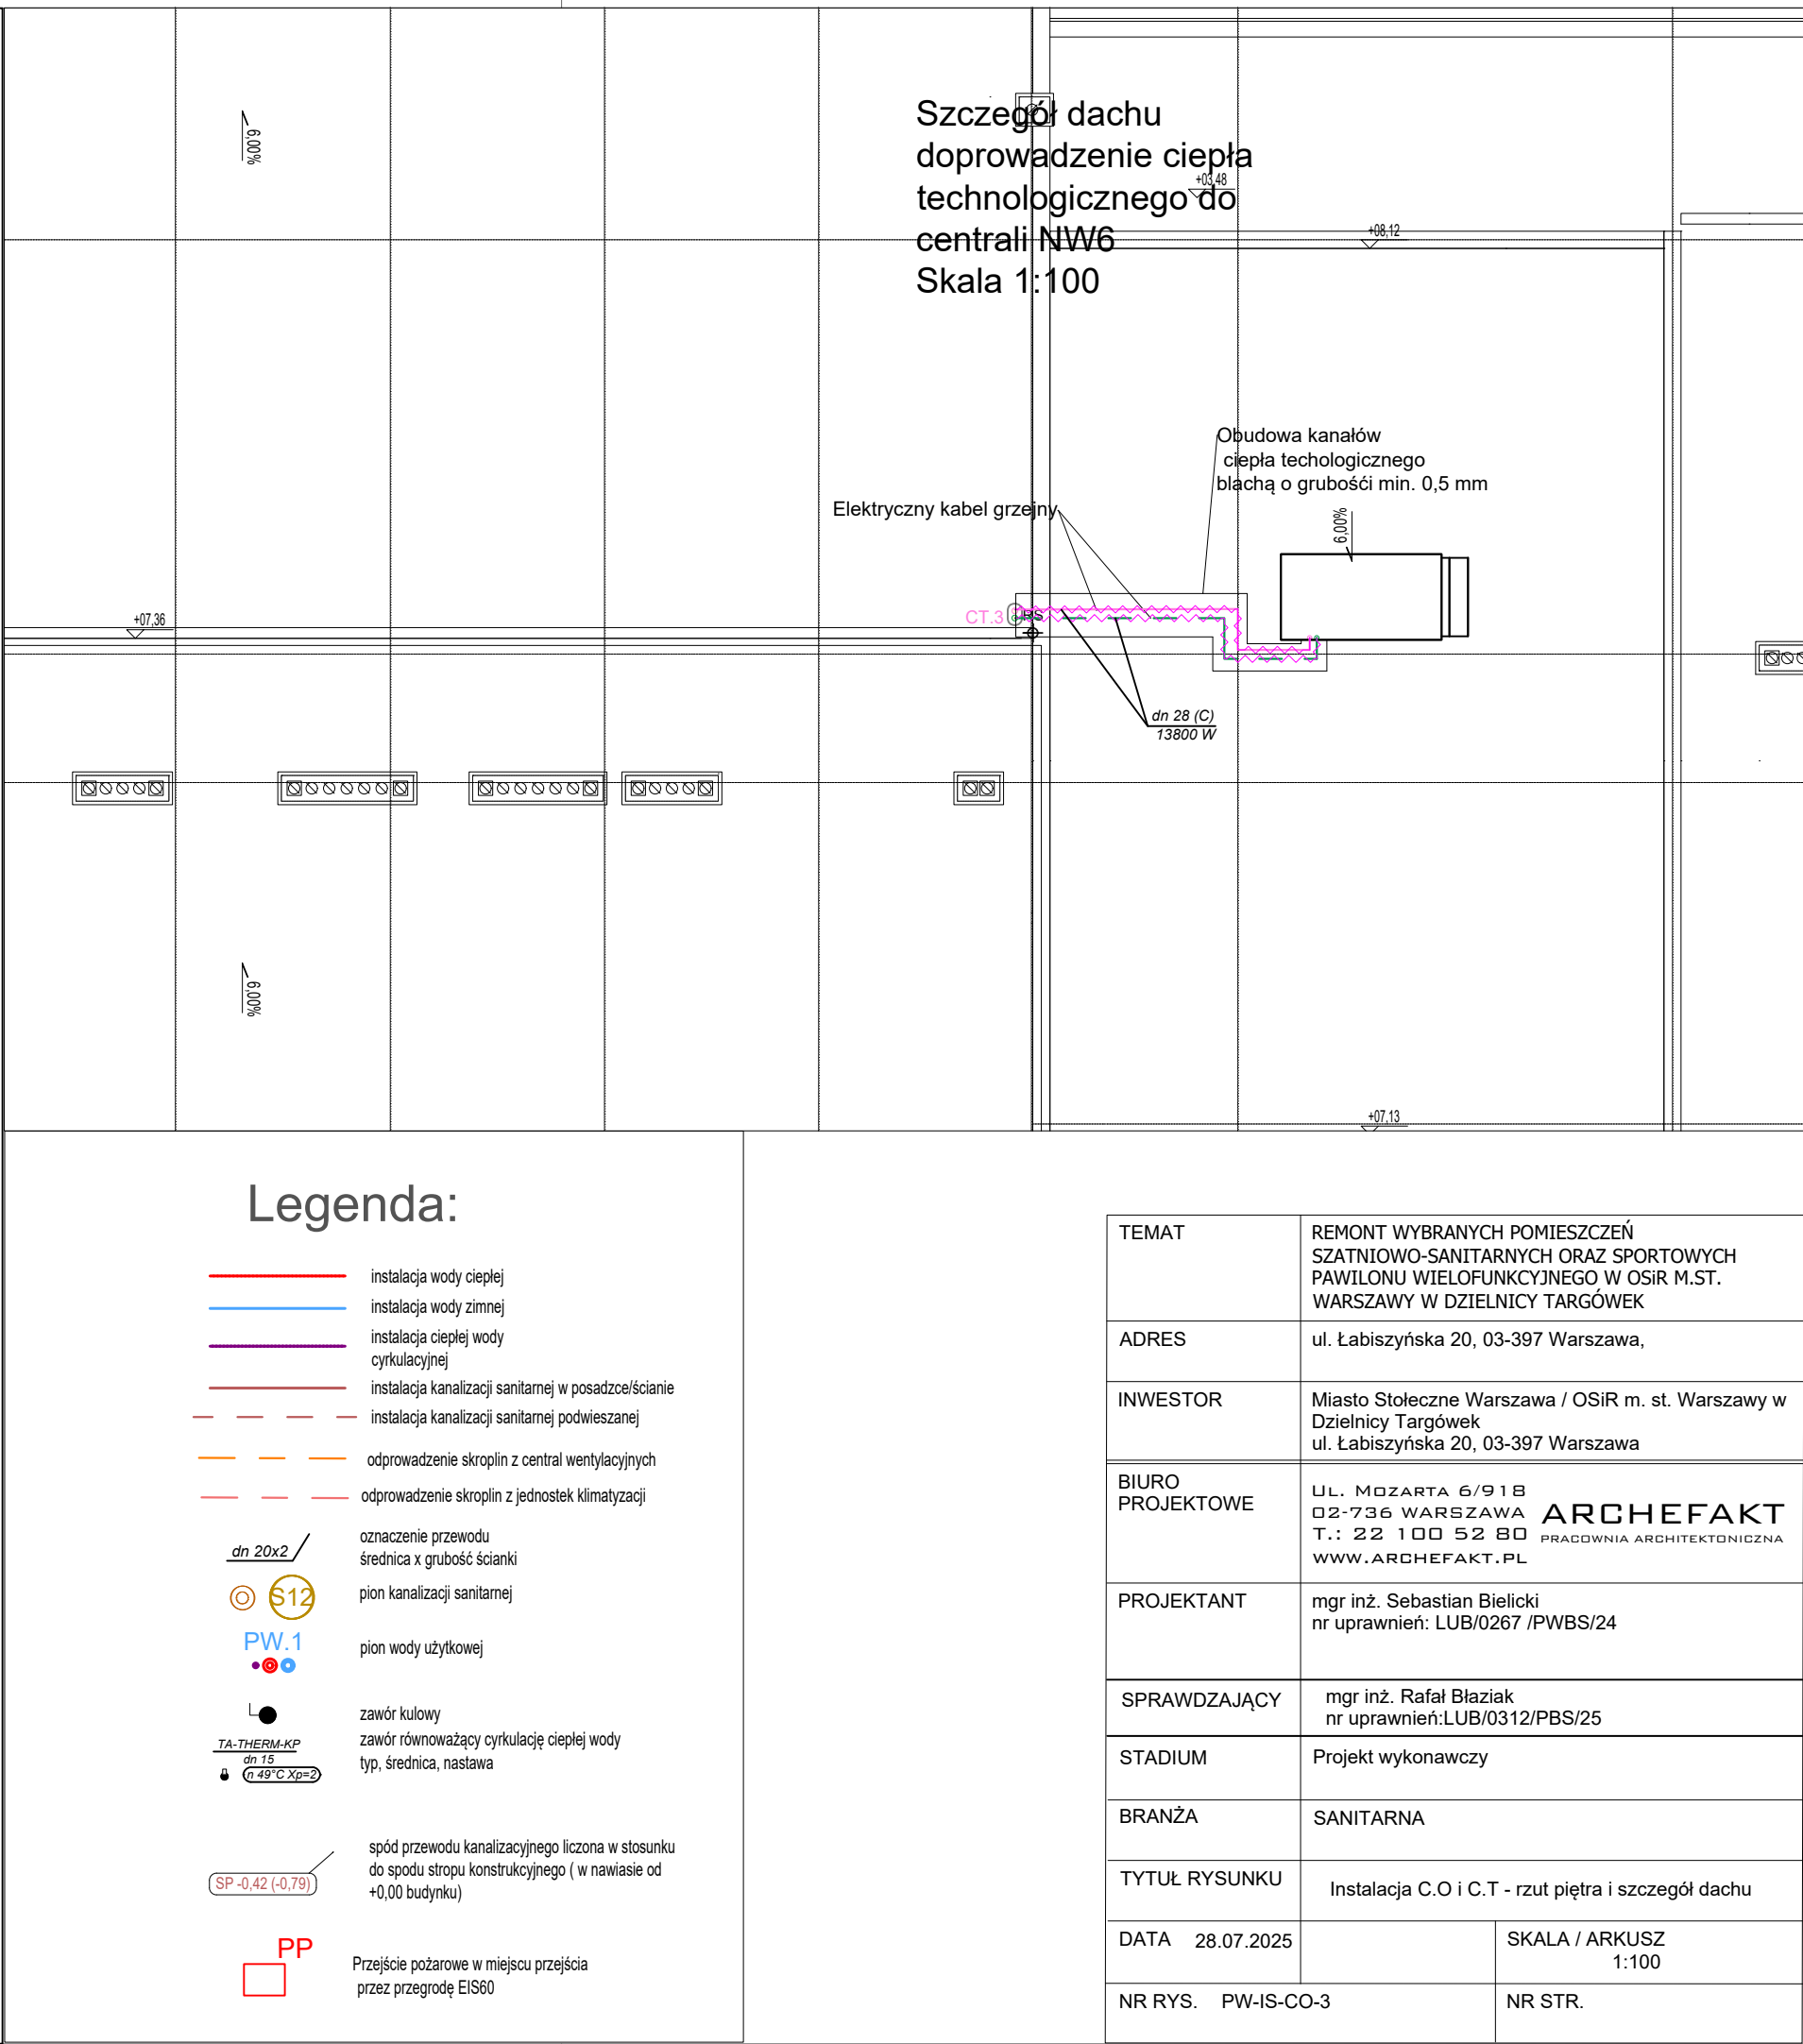 6,00%
Szczegół dachu
doprowadzenie ciepła
technologicznego do
centrali NW6
Skala 1:100
+03,48
+08,12
Obudowa kanałów
ciepła techologicznego
blachą o grubośći min. 0,5 mm
Elektryczny kabel grzejny
6,00%
+07,36
CT.3
RS
dn 28 (C)
13800 W
6,00%
+07,13
Legenda:
instalacja wody ciepłej
instalacja wody zimnej
instalacja ciepłej wody
cyrkulacyjnej
instalacja kanalizacji sanitarnej w posadzce/ścianie
instalacja kanalizacji sanitarnej podwieszanej
odprowadzenie skroplin z central wentylacyjnych
odprowadzenie skroplin z jednostek klimatyzacji
dn 20x2
oznaczenie przewodu
średnica x grubość ścianki
S12
pion kanalizacji sanitarnej
PW.1
pion wody użytkowej
zawór kulowy
TA-THERM-KP
dn 15
n 49°C Xp=2
zawór równoważący cyrkulację ciepłej wody
typ, średnica, nastawa
SP -0,42 (-0,79)
spód przewodu kanalizacyjnego liczona w stosunku
do spodu stropu konstrukcyjnego ( w nawiasie od
+0,00 budynku)
PP
Przejście pożarowe w miejscu przejścia
przez przegrodę EIS60
TEMAT
REMONT WYBRANYCH POMIESZCZEŃ
SZATNIOWO-SANITARNYCH ORAZ SPORTOWYCH
PAWILONU WIELOFUNKCYJNEGO W OSiR M.ST.
WARSZAWY W DZIELNICY TARGÓWEK
ADRES
ul. Łabiszyńska 20, 03-397 Warszawa,
INWESTOR
Miasto Stołeczne Warszawa / OSiR m. st. Warszawy w
Dzielnicy Targówek
ul. Łabiszyńska 20, 03-397 Warszawa
BIURO
PROJEKTOWE
UL. MOZARTA 6/918
02-736 WARSZAWA
T.: 22 100 52 80
WWW.ARCHEFAKT.PL
ARCHEFAKT
PRACOWNIA ARCHITEKTONICZNA
PROJEKTANT
mgr inż. Sebastian Bielicki
nr uprawnień: LUB/0267 /PWBS/24
SPRAWDZAJĄCY
mgr inż. Rafał Błaziak
nr uprawnień:LUB/0312/PBS/25
STADIUM
Projekt wykonawczy
BRANŻA
SANITARNA
TYTUŁ RYSUNKU
Instalacja C.O i C.T - rzut piętra i szczegół dachu
DATA 28.07.2025
SKALA / ARKUSZ
1:100
NR RYS. PW-IS-CO-3
NR STR.